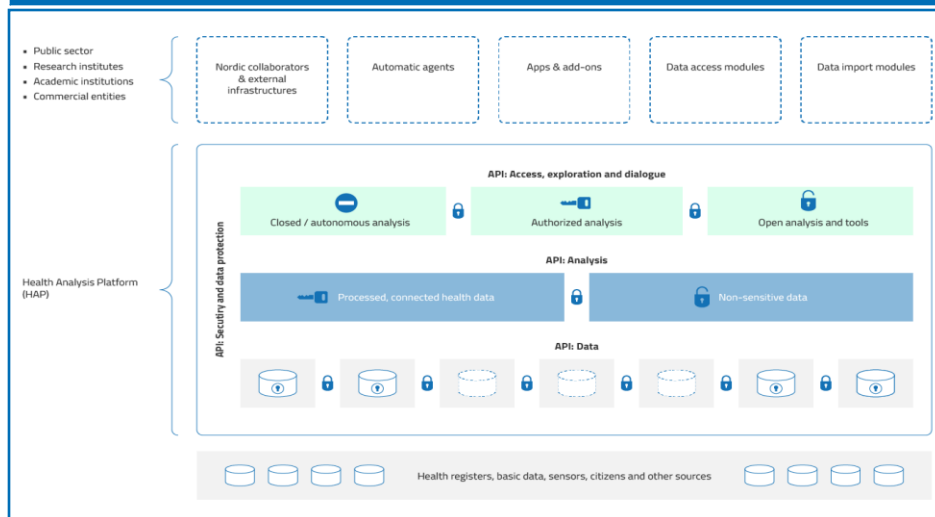 Public sector
Research institutes
Academic institutions
Commercial entities
Nordic collaborators
& external
infrastructures
Automatic agents
Apps & add-ons
Data access modules
Data import modules
Health Analysis Platform
(HAP)
API: Secutiry and data protection
API: Access, exploration and dialogue
Closed / autonomous analysis
Authorized analysis
Open analysis and tools
API: Analysis
Processed, connected health data
Non-sensitive data
API: Data
Health registers, basic data, sensors, citizens and other sources